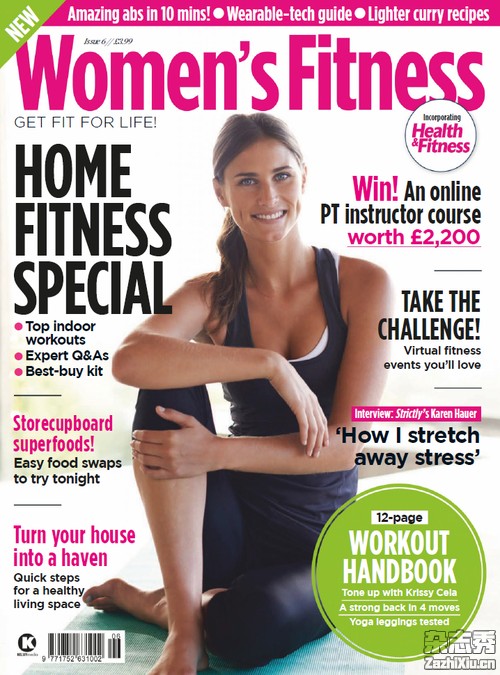 NEW
Amazing abs in 10 mins! ● Wearable-tech guide ● Lighter curry recipes
Issue 6 // £3.99
Women's Fitness
GET FIT FOR LIFE!
Incorporating
Health
&Fitness
HOME
FITNESS
SPECIAL
● Top indoor
workouts
● Expert Q&As
● Best-buy kit
Storecupboard
superfoods!
Easy food swaps
to try tonight
Turn your house
into a haven
Quick steps
for a healthy
living space
Win! An online
PT instructor course
worth £2,200
TAKE THE
CHALLENGE!
Virtual fitness
events you'll love
Interview: Strictly's Karen Hauer
'How I stretch
away stress'
12-page
WORKOUT
HANDBOOK
Tone up with Krissy Cela
A strong back in 4 moves
Yoga leggings tested
K
06
9 771752 631002
杂志秀
ZaZhiXiu.cn